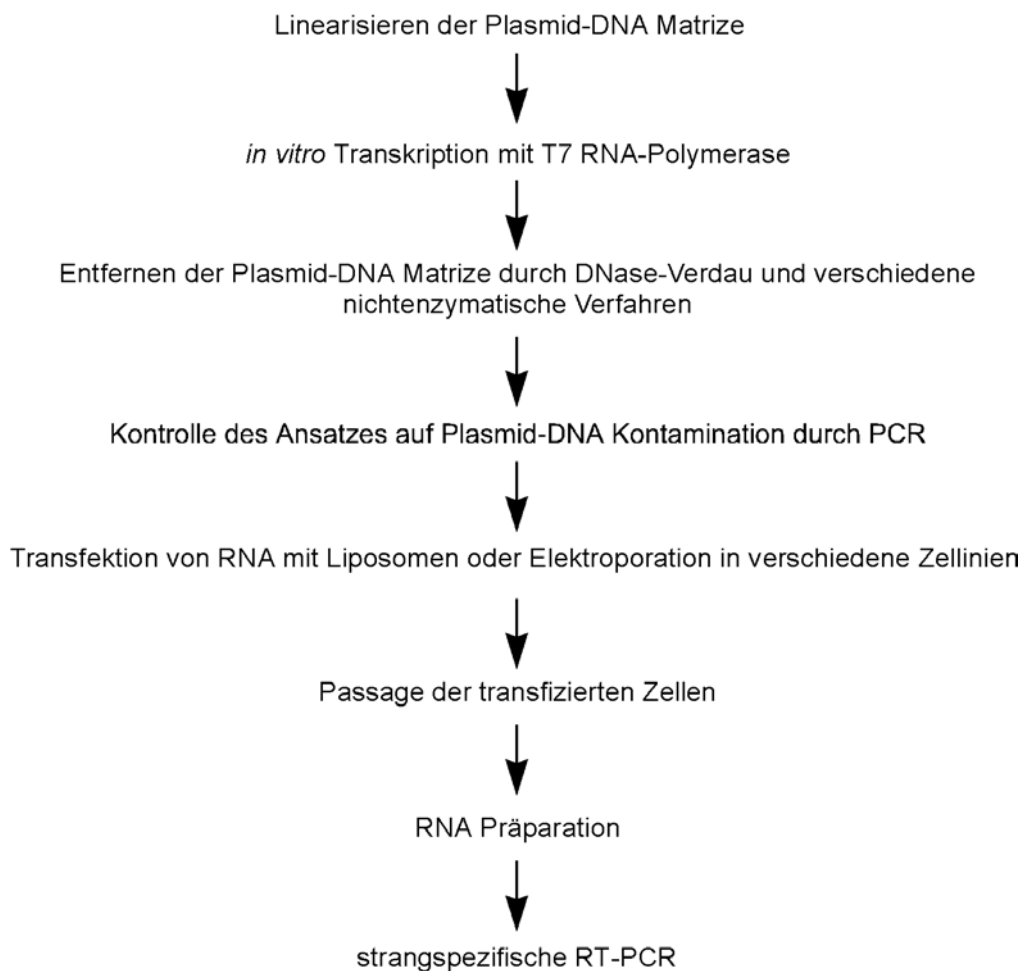 Linearisieren der Plasmid-DNA Matrize
in vitro Transkription mit T7 RNA-Polymerase
Entfernen der Plasmid-DNA Matrize durch DNase-Verdau und verschiedene
nichtenzymatische Verfahren
Kontrolle des Ansatzes auf Plasmid-DNA Kontamination durch PCR
Transfektion von RNA mit Liposomen oder Elektroporation in verschiedene Zellinien
Passage der transfizierten Zellen
RNA Präparation
strangspezifische RT-PCR